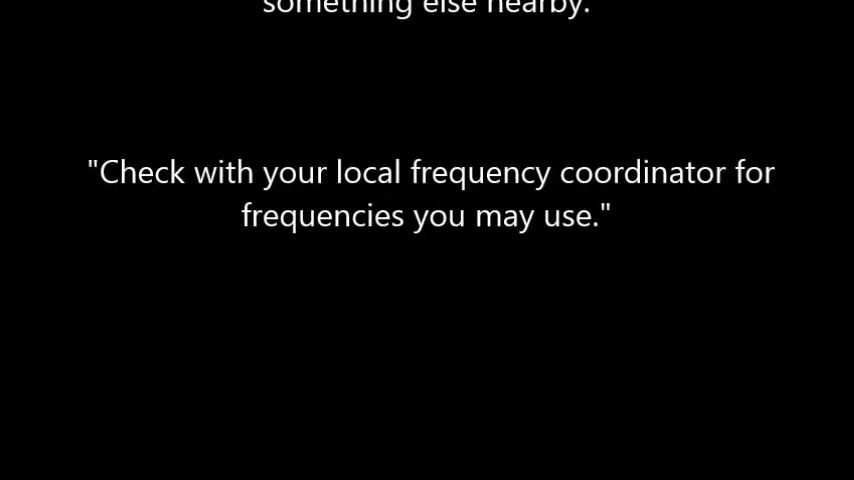 something else nearby.
"Check with your local frequency coordinator for
frequencies you may use."